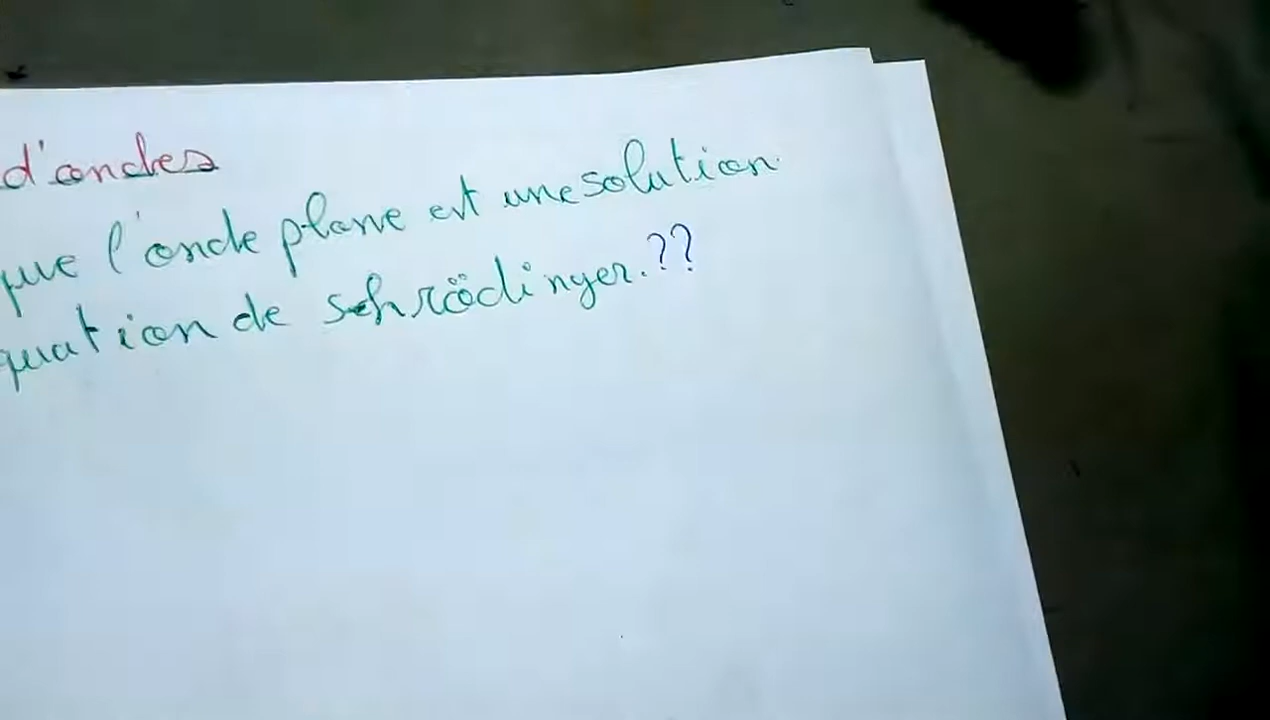 d'ondes
que l'onde plane est une solution
quation de schrödinger.??